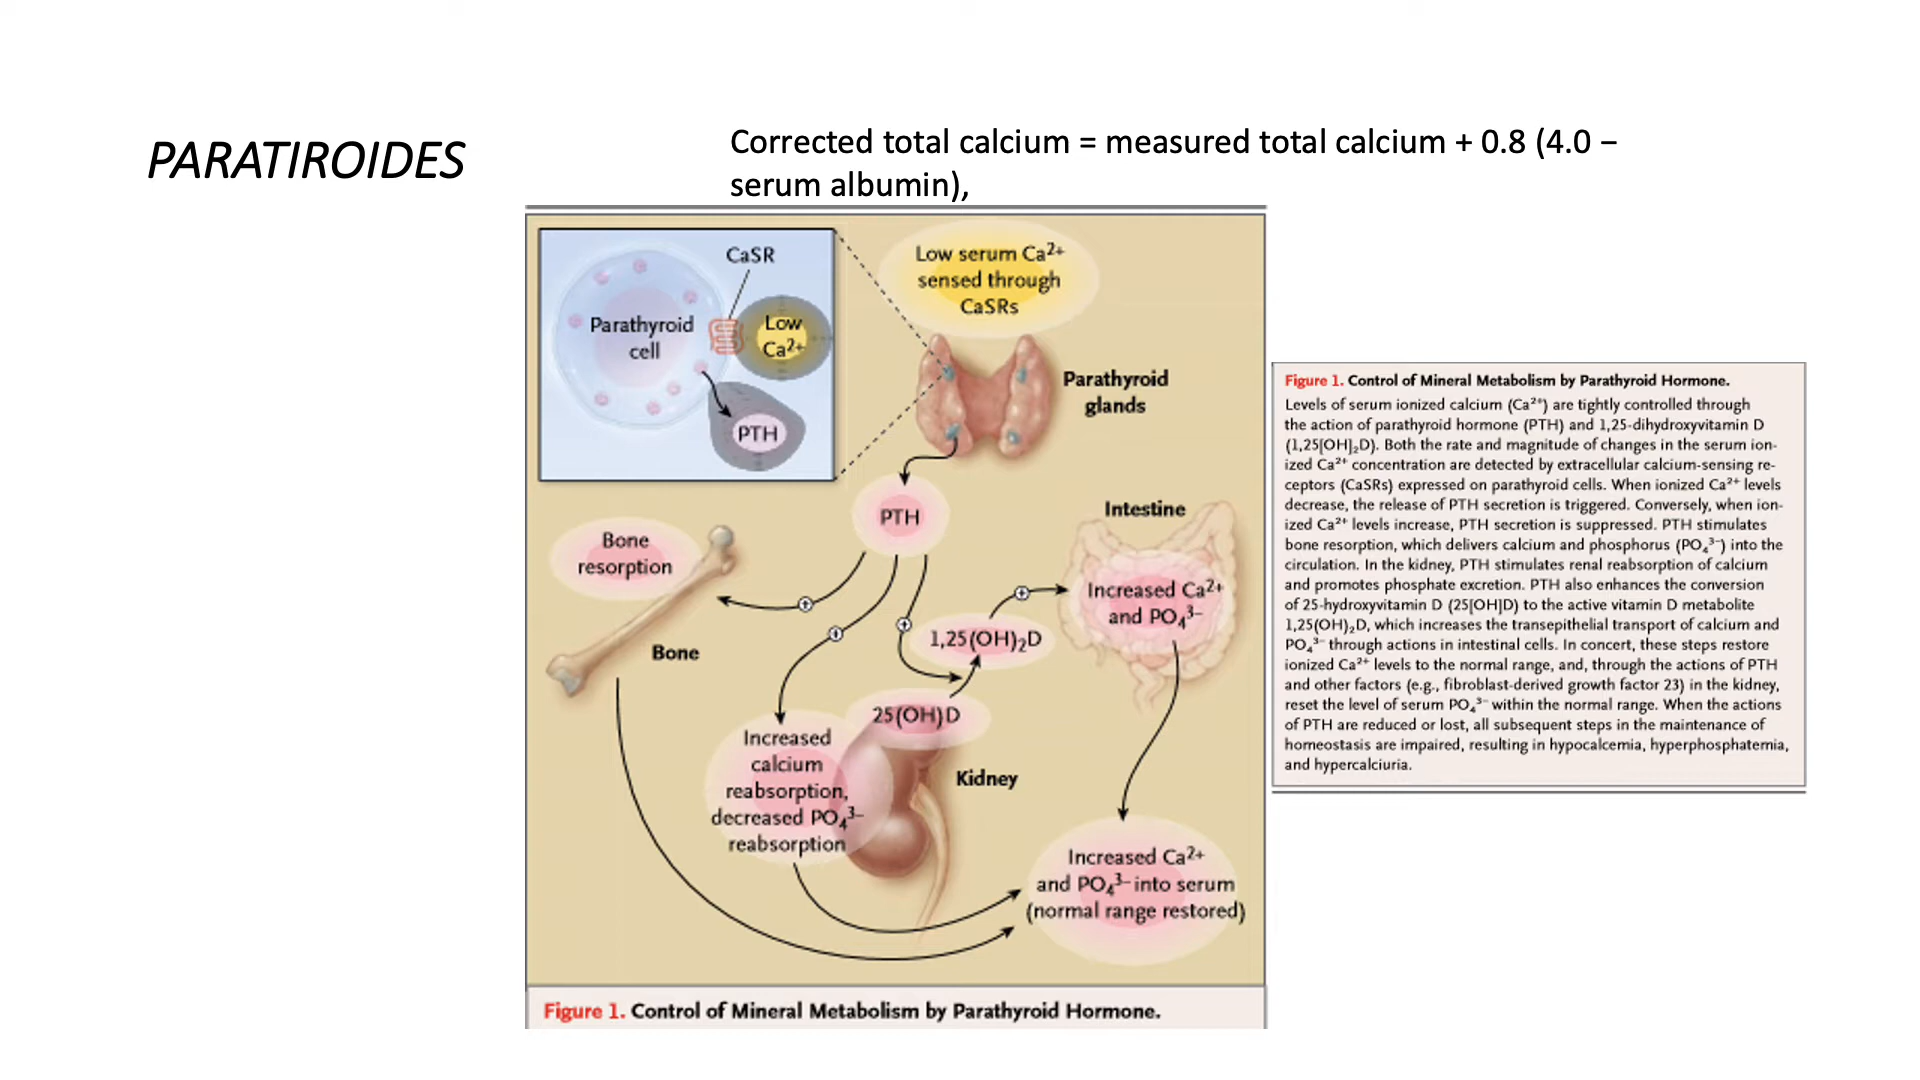 PARATIROIDES
Corrected total calcium = measured total calcium + 0.8 (4.0 −
serum albumin),
CaSR
Parathyroid
cell
Low
Ca²⁺
PTH
Low serum Ca²⁺
sensed through
CaSRs
Parathyroid
glands
PTH
Intestine
Bone
resorption
Bone
Increased Ca²⁺
and PO₄³⁻
1,25(OH)₂D
25(OH)D
Increased
calcium
reabsorption,
decreased PO₄³⁻
reabsorption
Kidney
Increased Ca²⁺
and PO₄³⁻ into serum
(normal range restored)
Figure 1. Control of Mineral Metabolism by Parathyroid Hormone.
Figure 1. Control of Mineral Metabolism by Parathyroid Hormone.
Levels of serum ionized calcium (Ca²⁺) are tightly controlled through
the action of parathyroid hormone (PTH) and 1,25-dihydroxyvitamin D
(1,25[OH]₂D). Both the rate and magnitude of changes in the serum ion-
ized Ca²⁺ concentration are detected by extracellular calcium-sensing re-
ceptors (CaSRs) expressed on parathyroid cells. When ionized Ca²⁺ levels
decrease, the release of PTH secretion is triggered. Conversely, when ion-
ized Ca²⁺ levels increase, PTH secretion is suppressed. PTH stimulates
bone resorption, which delivers calcium and phosphorus (PO₄³⁻) into the
circulation. In the kidney, PTH stimulates renal reabsorption of calcium
and promotes phosphate excretion. PTH also enhances the conversion
of 25-hydroxyvitamin D (25[OH]D) to the active vitamin D metabolite
1,25(OH)₂D, which increases the transepithelial transport of calcium and
PO₄³⁻ through actions in intestinal cells. In concert, these steps restore
ionized Ca²⁺ levels to the normal range, and, through the actions of PTH
and other factors (e.g., fibroblast-derived growth factor 23) in the kidney,
reset the level of serum PO₄³⁻ within the normal range. When the actions
of PTH are reduced or lost, all subsequent steps in the maintenance of
homeostasis are impaired, resulting in hypocalcemia, hyperphosphatemia,
and hypercalciuria.